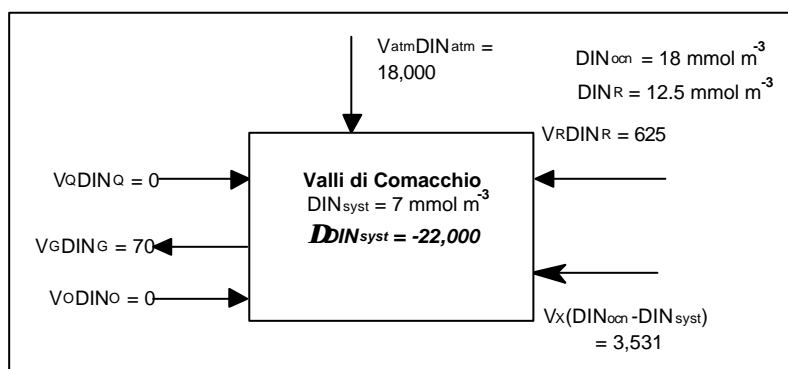 VatmDINatm =
18,000
DINocn = 18 mmol m-3
DINR = 12.5 mmol m-3
VRDINR = 625
VQDINQ = 0
Valli di Comacchio
DINsyst = 7 mmol m-3
DDINsyst = -22,000
VGDING = 70
VODINO = 0
VX(DINocn-DINsyst)
= 3,531